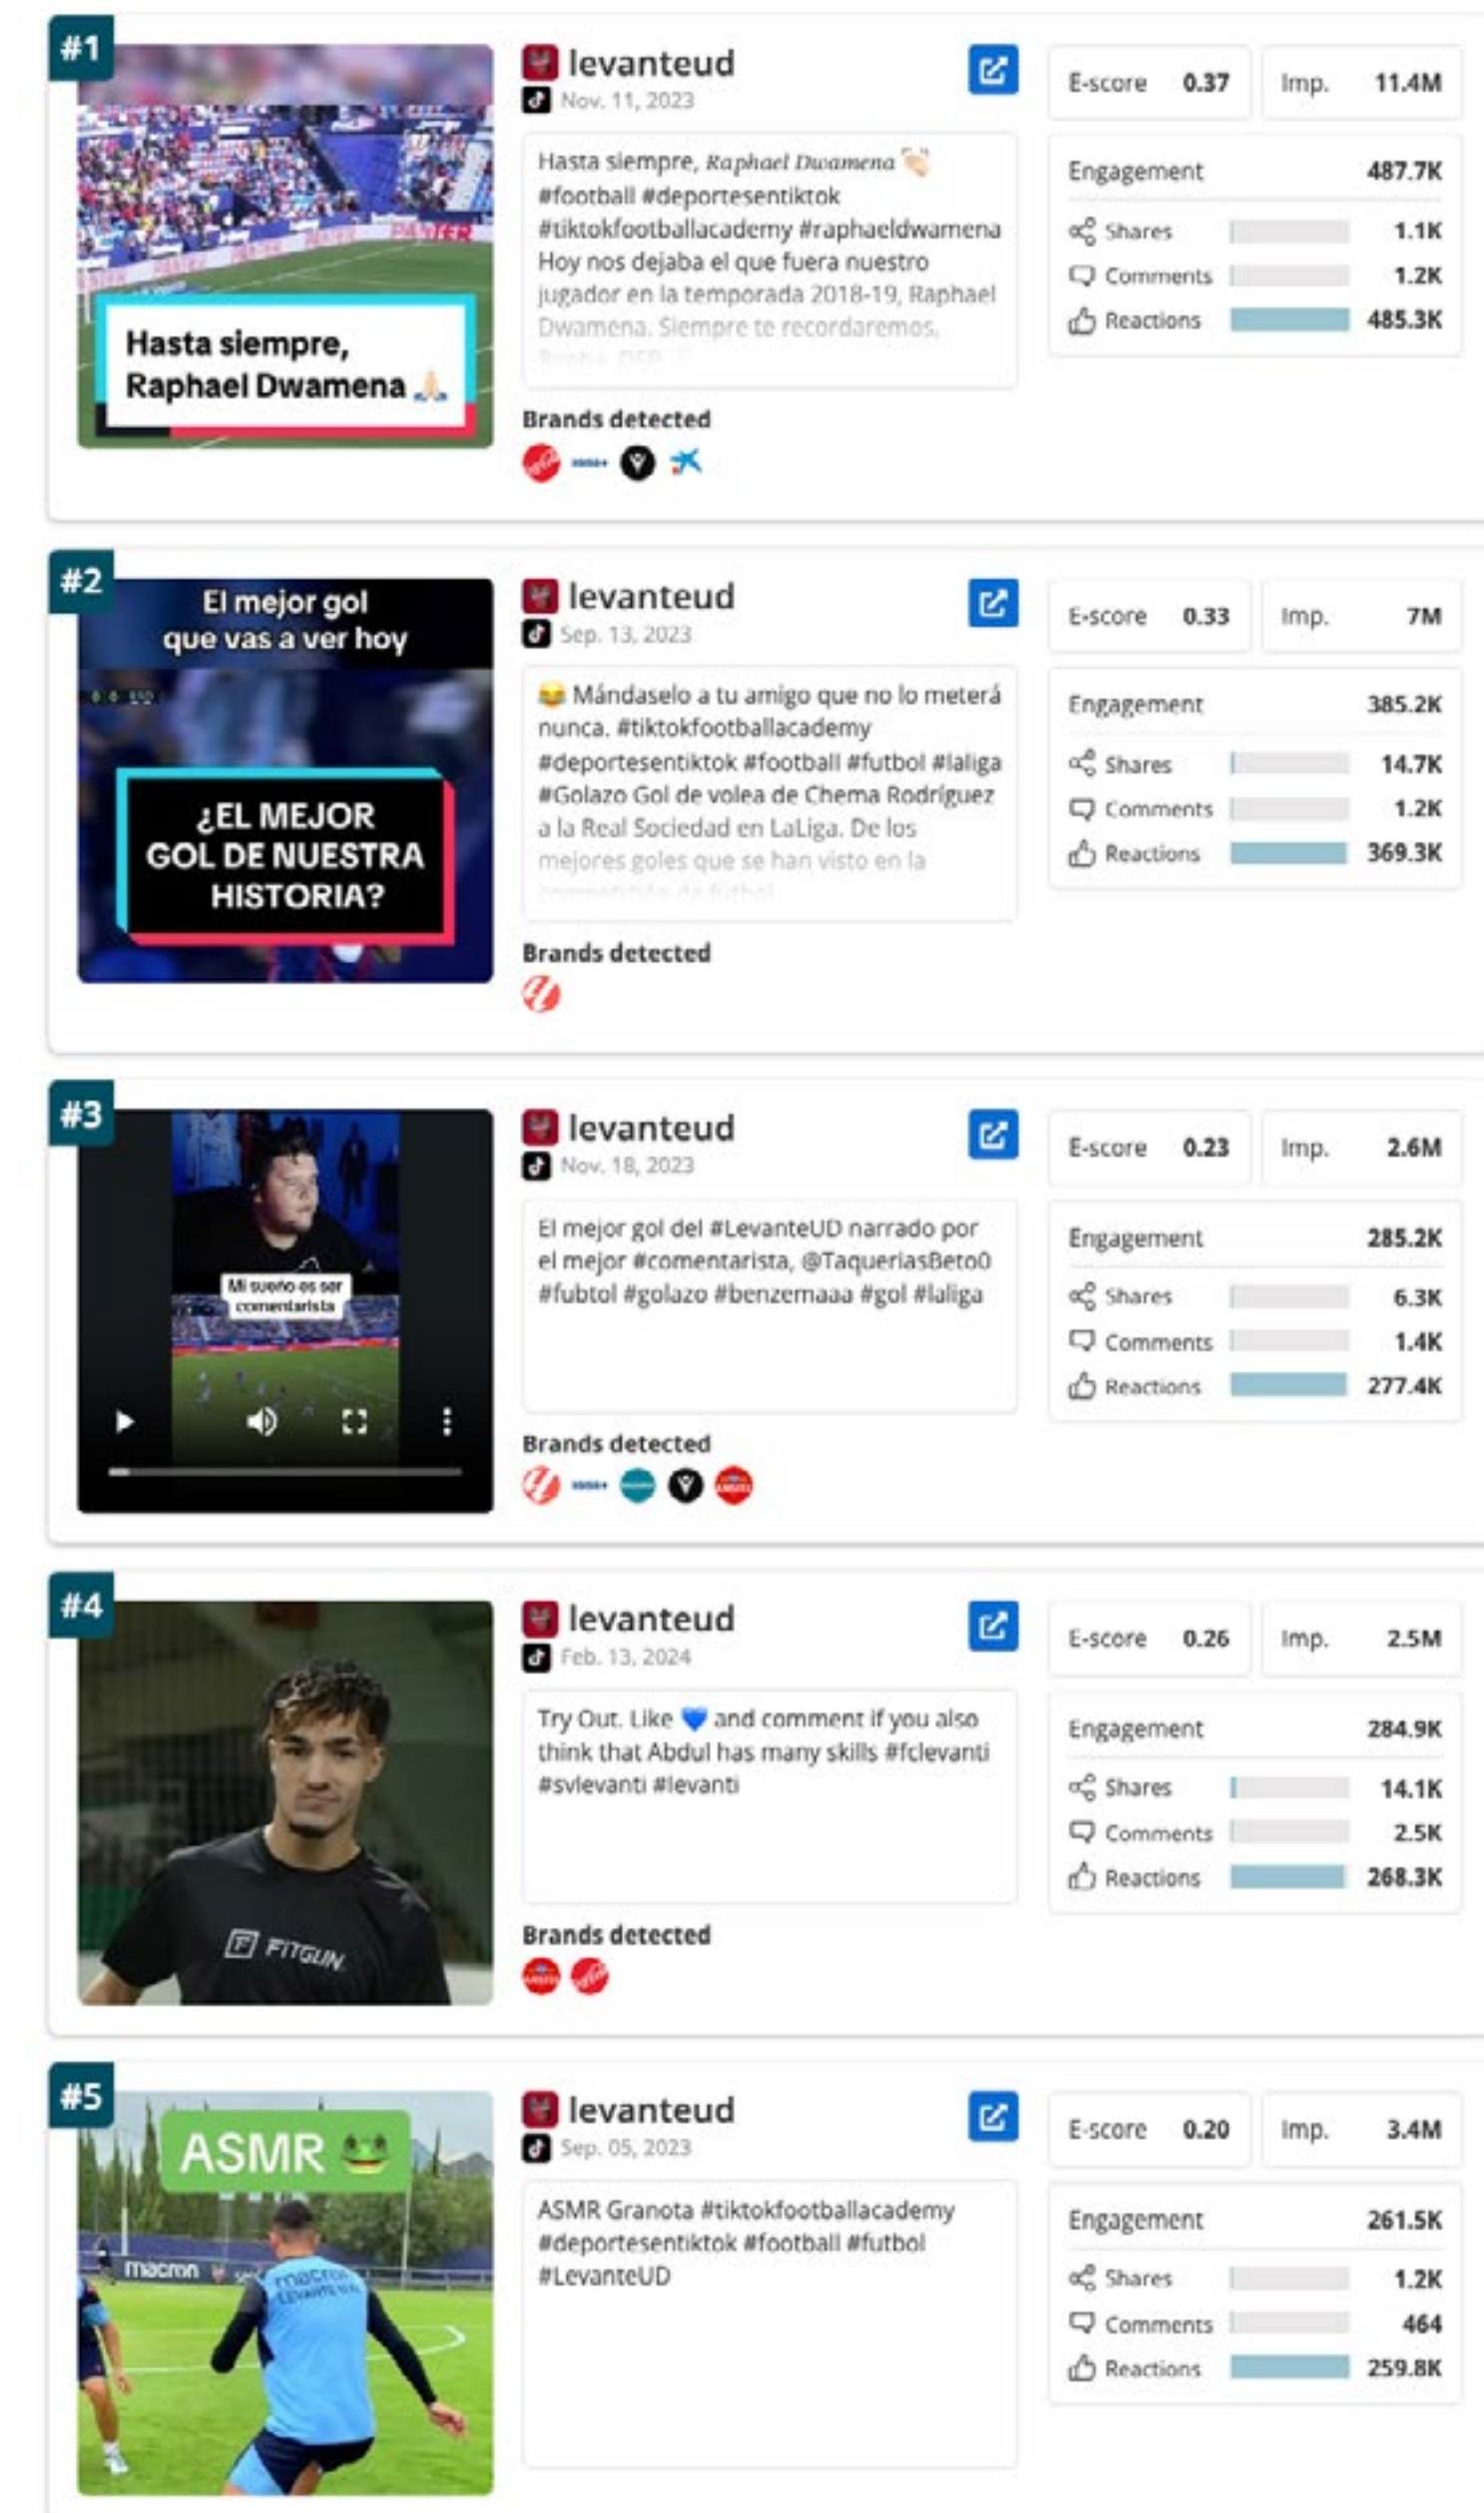 #1
PANTER
Hasta siempre,
Raphael Dwamena 🙏🏻
levanteud
Nov. 11, 2023
Hasta siempre, Raphael Dwamena 👏🏻
#football #deportesentiktok
#tiktokfootballacademy #raphaeldwamena
Hoy nos dejaba el que fuera nuestro
jugador en la temporada 2018-19, Raphael
Dwamena. Siempre te recordaremos,
Brands detected
E-score 0.37 Imp. 11.4M
Engagement 487.7K
Shares 1.1K
Comments 1.2K
Reactions 485.3K
#2
El mejor gol
que vas a ver hoy
¿EL MEJOR
GOL DE NUESTRA
HISTORIA?
levanteud
Sep. 13, 2023
😂 Mándaselo a tu amigo que no lo meterá
nunca. #tiktokfootballacademy
#deportesentiktok #football #futbol #laliga
#Golazo Gol de volea de Chema Rodríguez
a la Real Sociedad en LaLiga. De los
mejores goles que se han visto en la
competición de futbol
Brands detected
E-score 0.33 Imp. 7M
Engagement 385.2K
Shares 14.7K
Comments 1.2K
Reactions 369.3K
#3
Mi sueño es ser
comentarista
levanteud
Nov. 18, 2023
El mejor gol del #LevanteUD narrado por
el mejor #comentarista, @TaqueriasBeto0
#fubtol #golazo #benzemaaa #gol #laliga
Brands detected
AMSTEL
E-score 0.23 Imp. 2.6M
Engagement 285.2K
Shares 6.3K
Comments 1.4K
Reactions 277.4K
#4
FITGUN.
levanteud
Feb. 13, 2024
Try Out. Like 💙 and comment if you also
think that Abdul has many skills #fclevanti
#svlevanti #levanti
Brands detected
AMSTEL
E-score 0.26 Imp. 2.5M
Engagement 284.9K
Shares 14.1K
Comments 2.5K
Reactions 268.3K
#5
ASMR 🐸
macron
macron
LEVANTE U.D.
levanteud
Sep. 05, 2023
ASMR Granota #tiktokfootballacademy
#deportesentiktok #football #futbol
#LevanteUD
E-score 0.20 Imp. 3.4M
Engagement 261.5K
Shares 1.2K
Comments 464
Reactions 259.8K